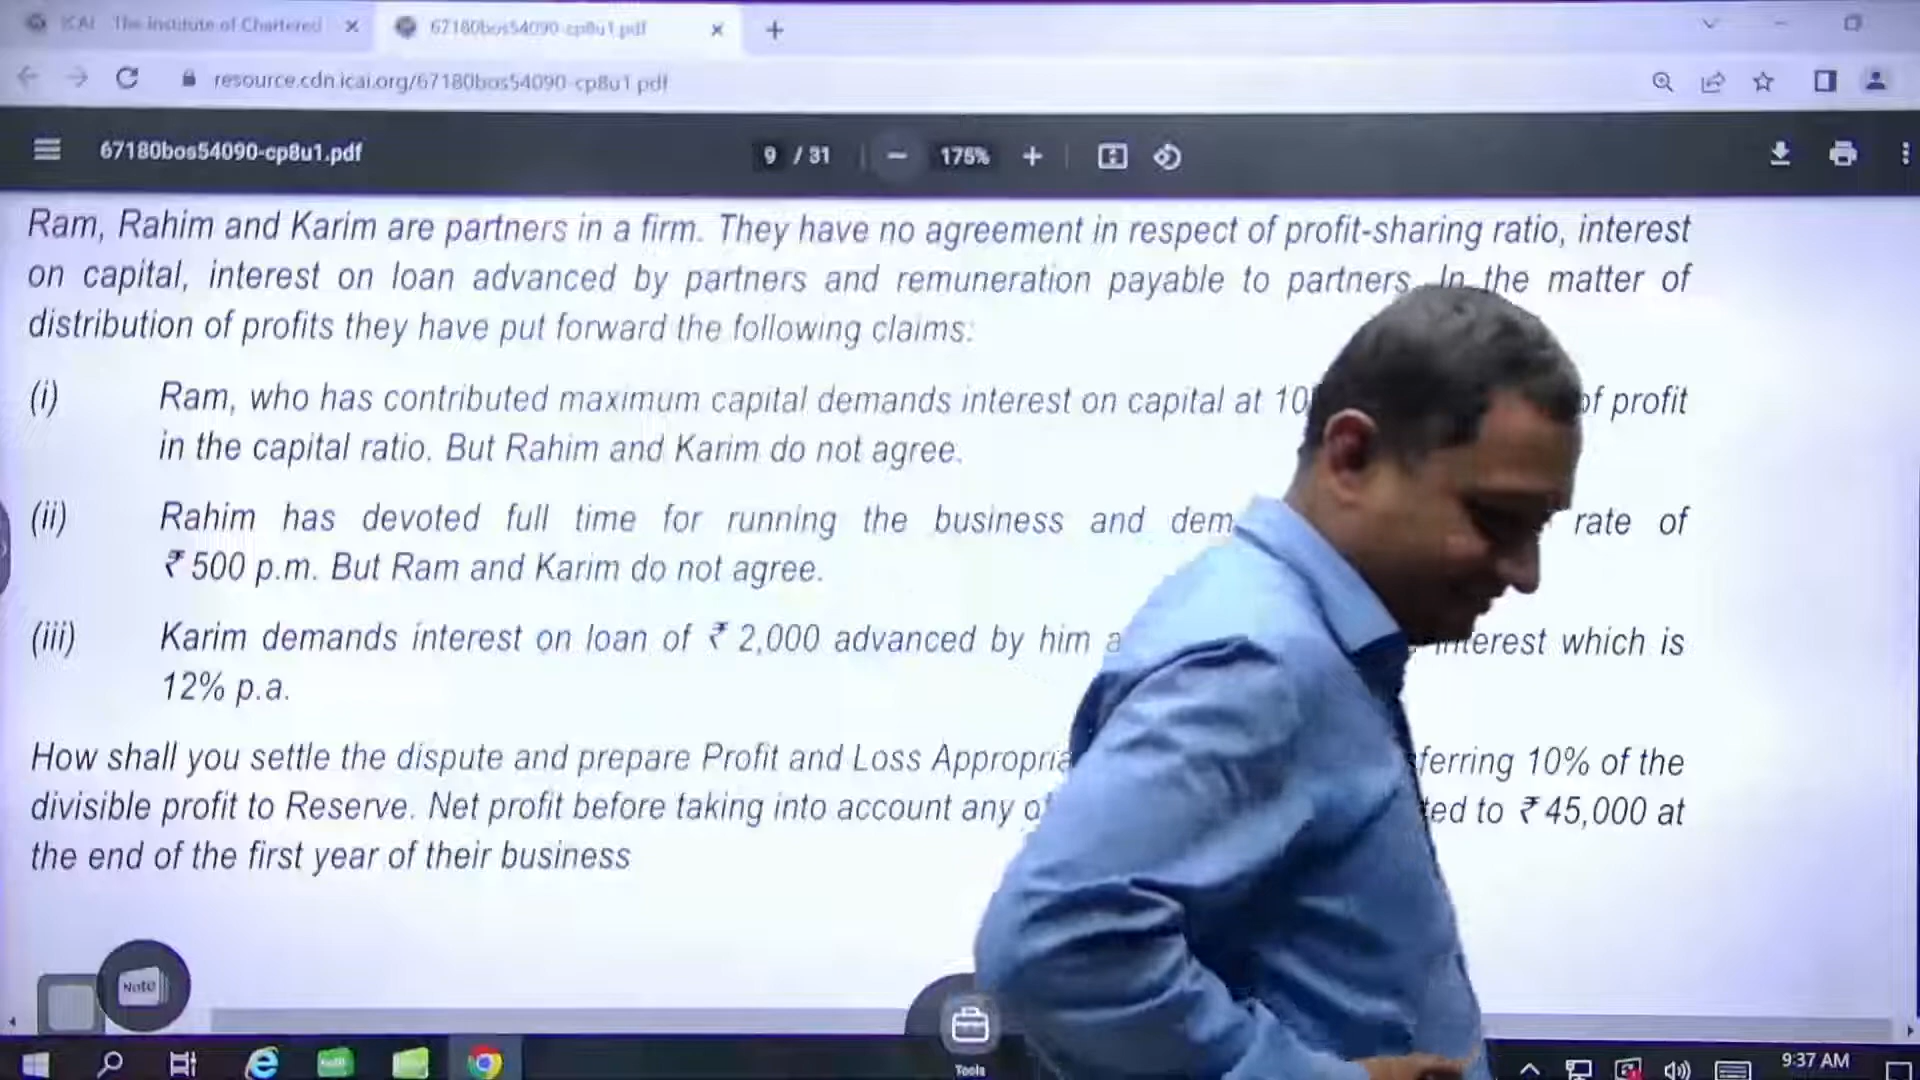 ICAI - The Institute of Chartered
67180bos54090-cp8u1.pdf
resource.cdn.icai.org/67180bos54090-cp8u1.pdf
67180bos54090-cp8u1.pdf
9 / 31
175%
Ram, Rahim and Karim are partners in a firm. They have no agreement in respect of profit-sharing ratio, interest
on capital, interest on loan advanced by partners and remuneration payable to partners. In the matter of
distribution of profits they have put forward the following claims:
(i) Ram, who has contributed maximum capital demands interest on capital at 10 of profit
in the capital ratio. But Rahim and Karim do not agree.
(ii) Rahim has devoted full time for running the business and dem rate of
₹ 500 p.m. But Ram and Karim do not agree.
(iii) Karim demands interest on loan of ₹ 2,000 advanced by him a interest which is
12% p.a.
How shall you settle the dispute and prepare Profit and Loss Appropria ferring 10% of the
divisible profit to Reserve. Net profit before taking into account any of ted to ₹ 45,000 at
the end of the first year of their business
Note
Tools
9:37 AM